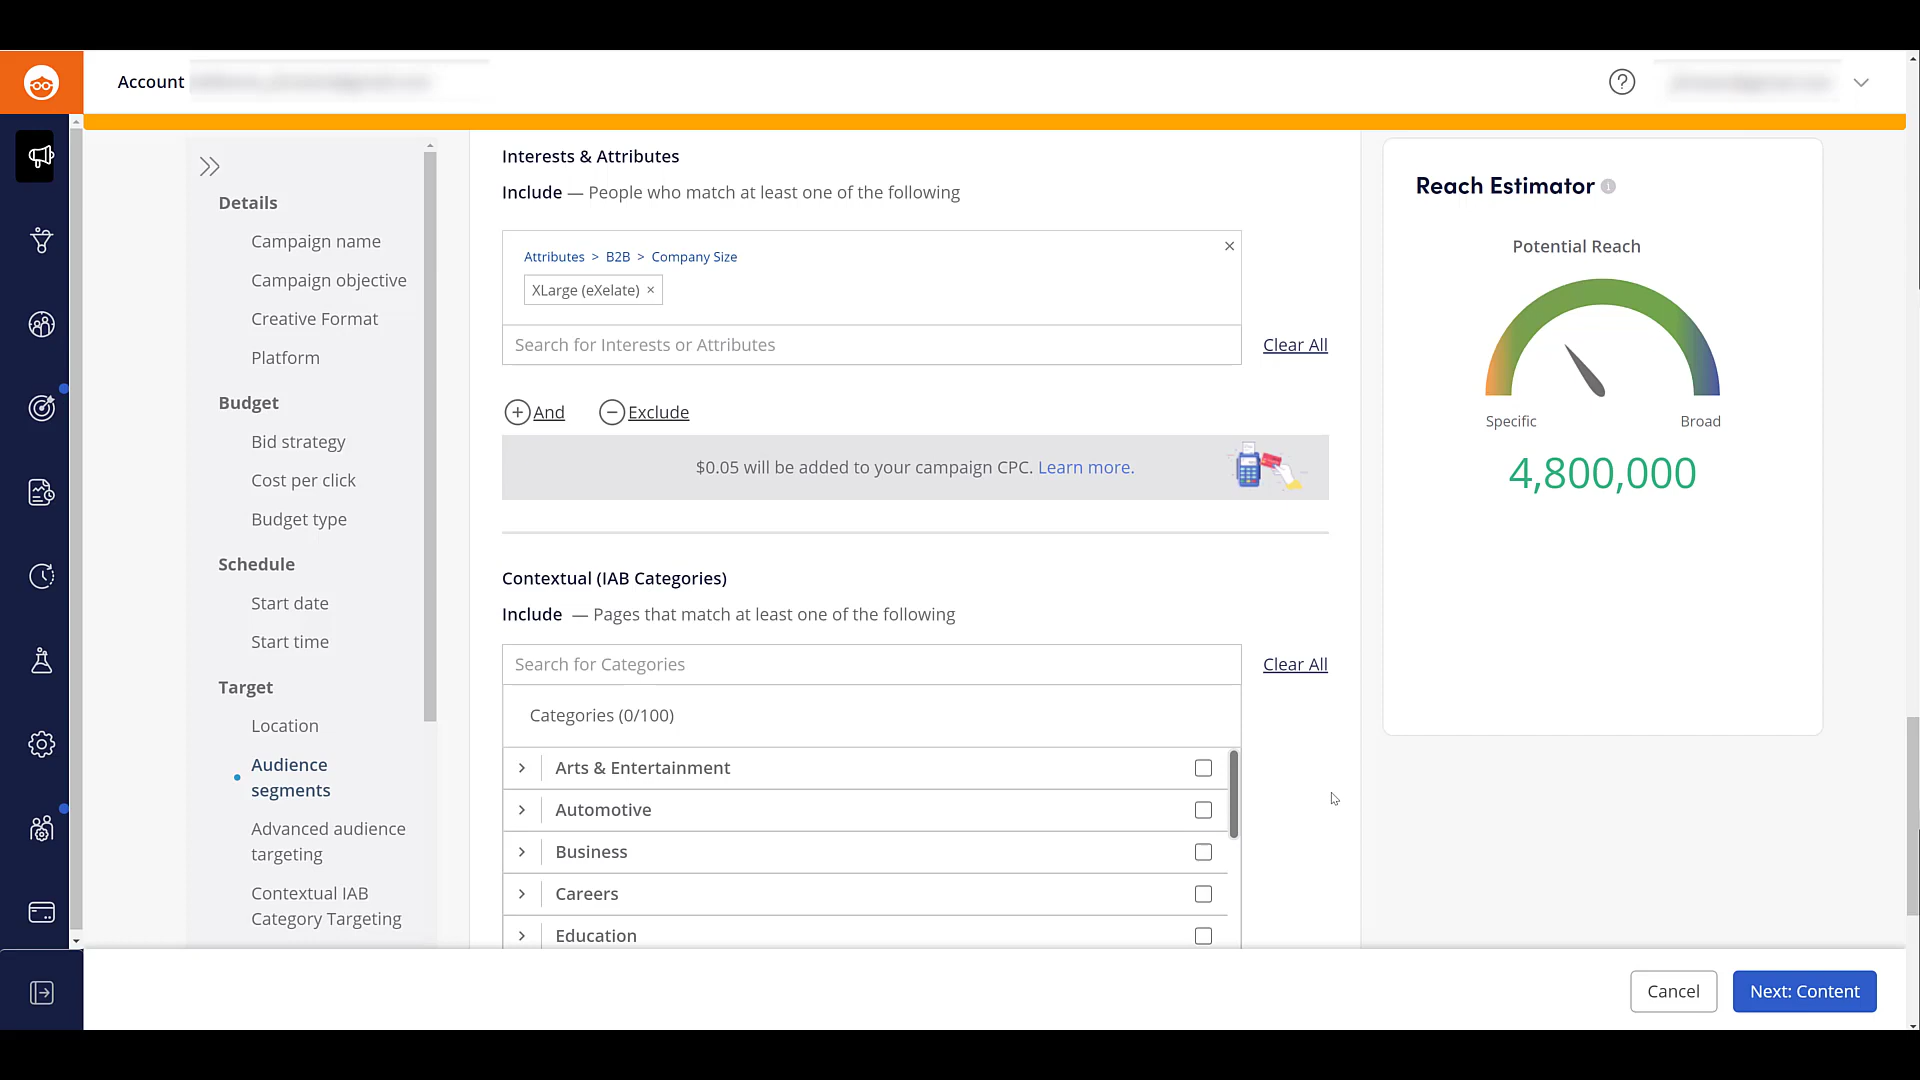 Account
Details
Campaign name
Campaign objective
Creative Format
Platform
Budget
Bid strategy
Cost per click
Budget type
Schedule
Start date
Start time
Target
Location
Audience
segments
Advanced audience
targeting
Contextual IAB
Category Targeting
Interests & Attributes
Include — People who match at least one of the following
Attributes > B2B > Company Size
XLarge (eXelate) ×
Search for Interests or Attributes
Clear All
And
Exclude
$0.05 will be added to your campaign CPC. Learn more.
Contextual (IAB Categories)
Include — Pages that match at least one of the following
Search for Categories
Clear All
Categories (0/100)
Arts & Entertainment
Automotive
Business
Careers
Education
Reach Estimator
Potential Reach
Specific
Broad
4,800,000
Cancel
Next: Content